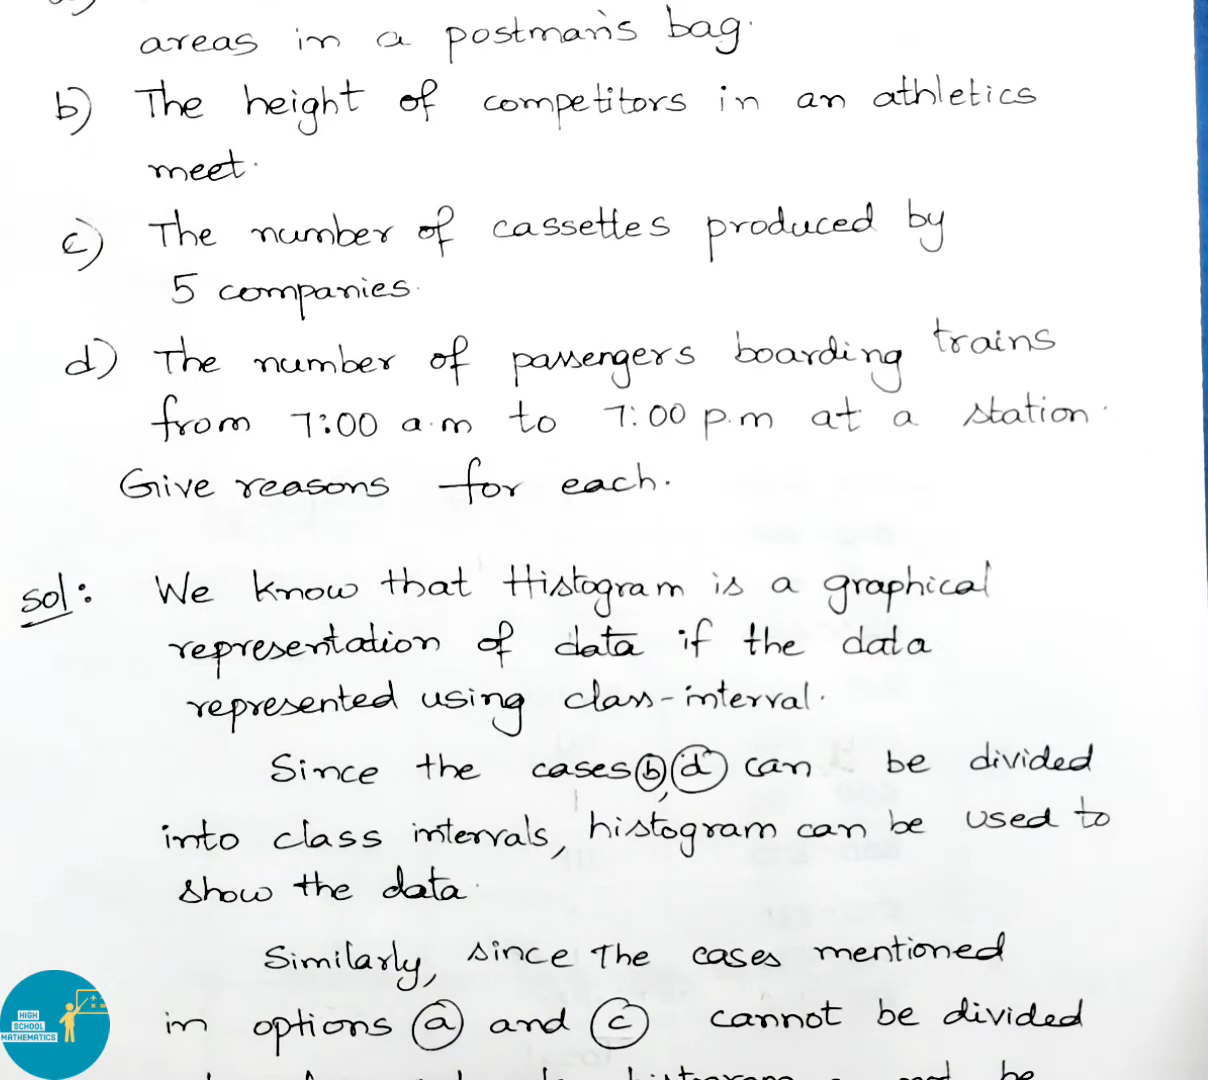 areas in a postman's bag.
b) The height of competitors in an athletics
meet.
c) The number of cassettes produced by
5 companies.
d) The number of passengers boarding trains
from 7:00 a.m to 7:00 p.m at a station.
Give reasons for each.
sol: We know that Histogram is a graphical
representation of data if the data
represented using class-interval.
Since the cases b, d can be divided
into class intervals, histogram can be used to
show the data.
Similarly, since The cases mentioned
in options a and c cannot be divided
be
HIGH
SCHOOL
MATHEMATICS